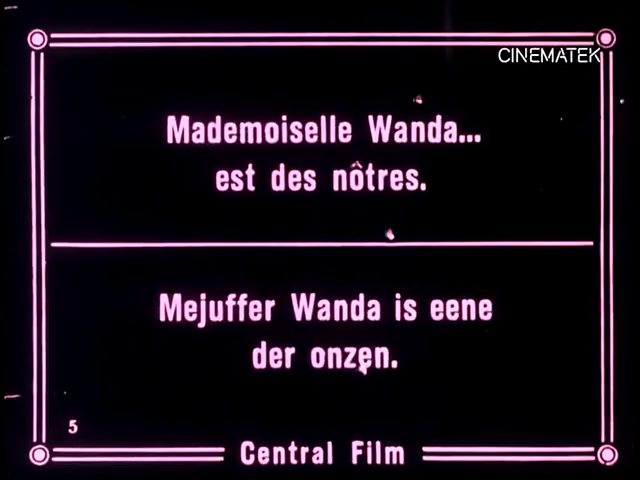 CINEMATEK
Mademoiselle Wanda...
est des nôtres.
Mejuffer Wanda is eene
der onzen.
5
Central Film